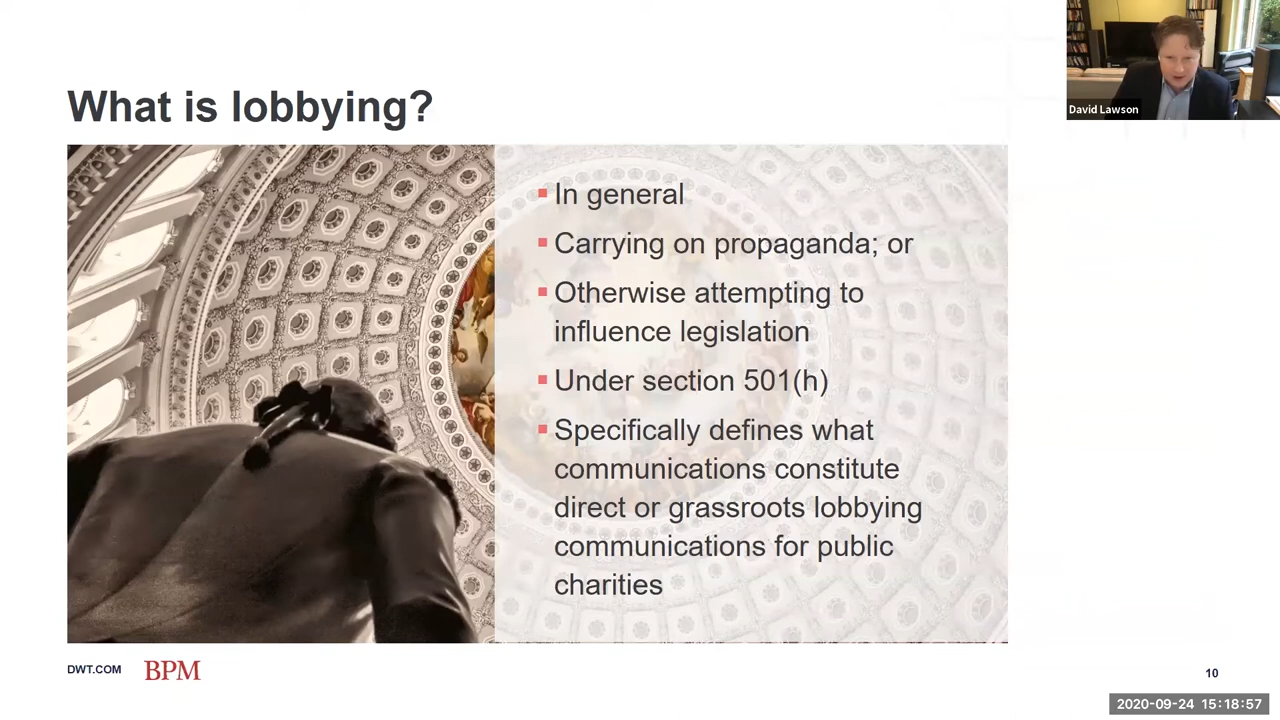 What is lobbying?
David Lawson
In general
Carrying on propaganda; or
Otherwise attempting to
influence legislation
Under section 501(h)
Specifically defines what
communications constitute
direct or grassroots lobbying
communications for public
charities
DWT.COM
BPM
10
2020-09-24 15:18:57